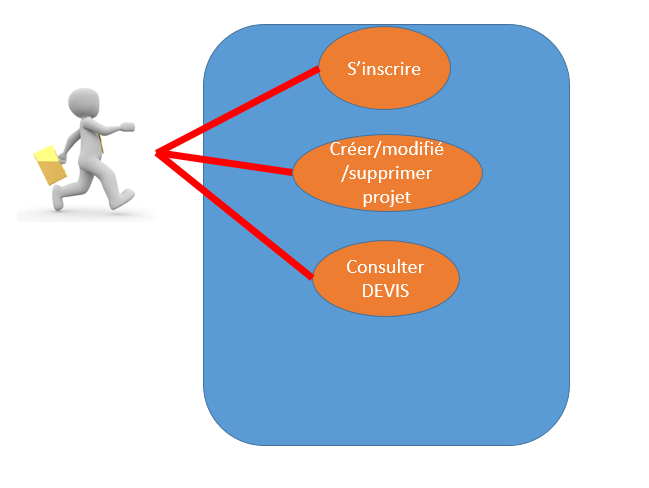 S’inscrire
Créer/modifié
/supprimer
projet
Consulter
DEVIS